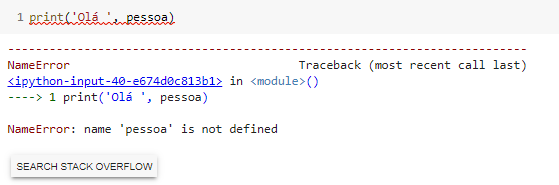 1 print('Olá ', pessoa)
---------------------------------------------------------------------------
NameError                                 Traceback (most recent call last)
<ipython-input-40-e674d0c813b1> in <module>()
----> 1 print('Olá ', pessoa)

NameError: name 'pessoa' is not defined
SEARCH STACK OVERFLOW